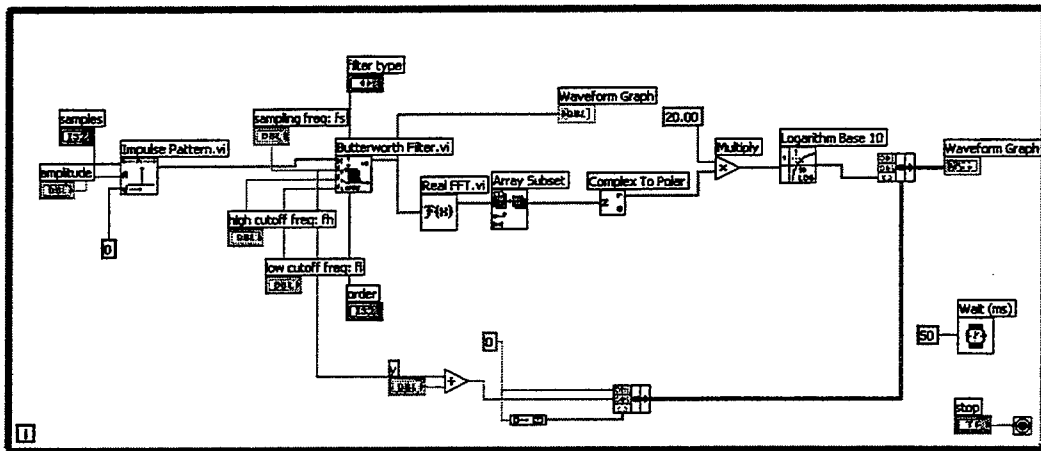 filter type
samples
sampling freq: fs
Waveform Graph
20.00
Impulse Pattern.vi
Butterworth Filter.vi
Multiply
Logarithm Base 10
Waveform Graph
amplitude
Real FFT.vi
Array Subset
Complex To Polar
F(x)
high cutoff freq: fh
0
low cutoff freq: fl
order
Wait (ms)
0
50
y
stop
i